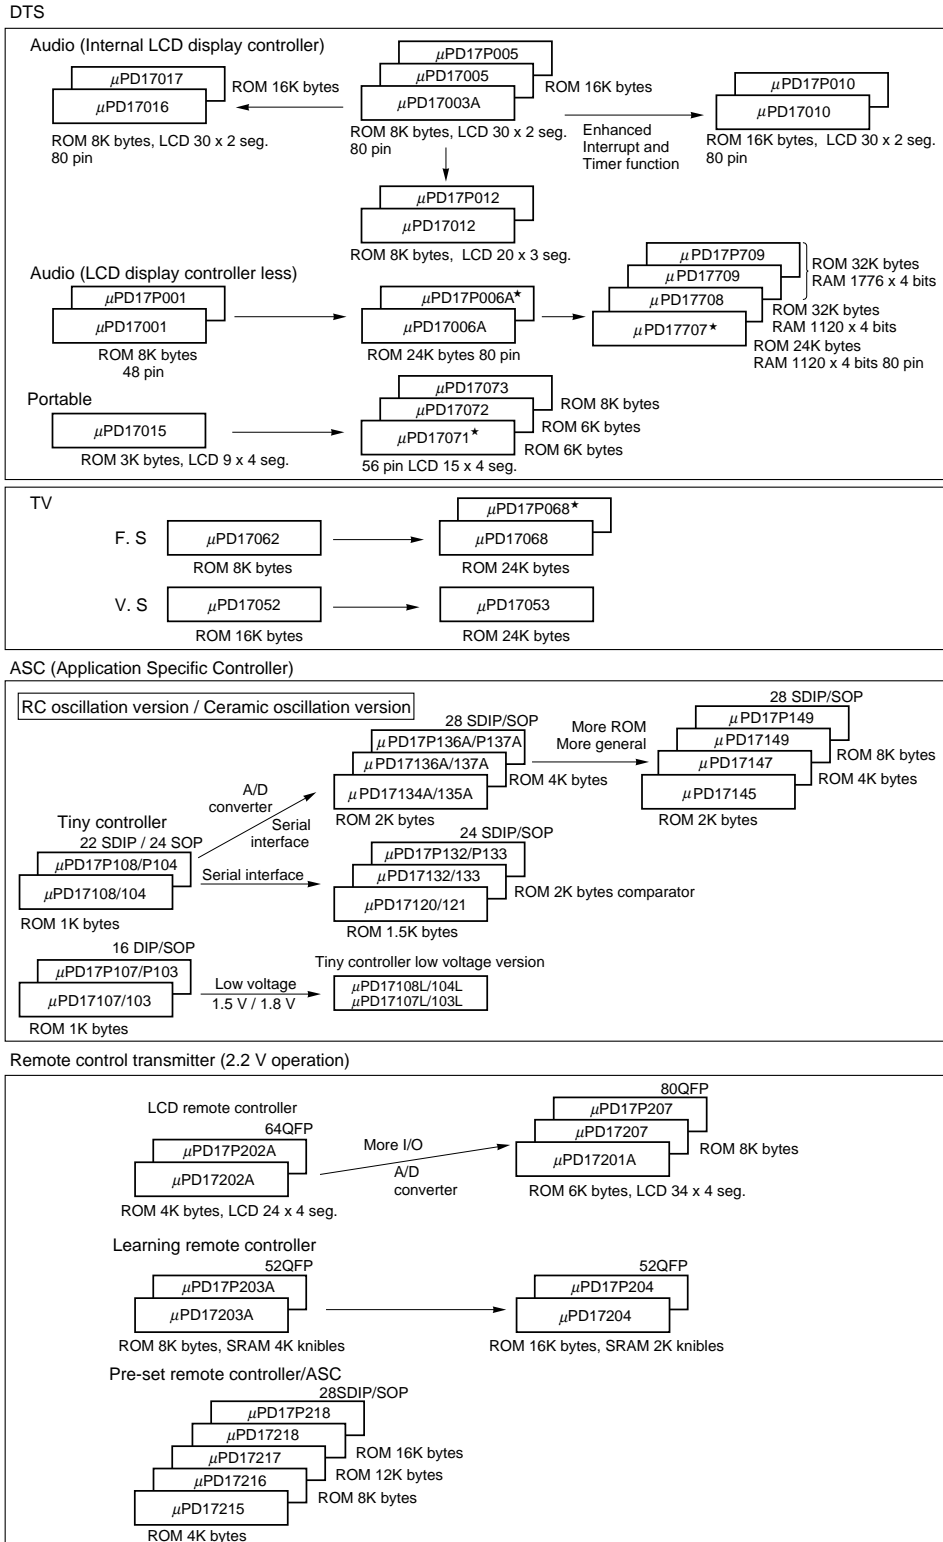 DTS
Audio (Internal LCD display controller)
μPD17017
μPD17016
ROM 16K bytes
ROM 8K bytes, LCD 30 x 2 seg.
80 pin
μPD17P005
μPD17005
μPD17003A
ROM 16K bytes
ROM 8K bytes, LCD 30 x 2 seg.
80 pin
Enhanced
Interrupt and
Timer function
μPD17P010
μPD17010
ROM 16K bytes, LCD 30 x 2 seg.
80 pin
μPD17P012
μPD17012
ROM 8K bytes, LCD 20 x 3 seg.
Audio (LCD display controller less)
μPD17P001
μPD17001
ROM 8K bytes
48 pin
μPD17P006A★
μPD17006A
ROM 24K bytes 80 pin
μPD17P709
μPD17709
μPD17708
μPD17707★
ROM 32K bytes
RAM 1776 x 4 bits
ROM 32K bytes
RAM 1120 x 4 bits
ROM 24K bytes
RAM 1120 x 4 bits 80 pin
Portable
μPD17015
ROM 3K bytes, LCD 9 x 4 seg.
μPD17073
μPD17072
μPD17071★
ROM 8K bytes
ROM 6K bytes
ROM 6K bytes
56 pin LCD 15 x 4 seg.
TV
F. S
μPD17062
ROM 8K bytes
μPD17P068★
μPD17068
ROM 24K bytes
V. S
μPD17052
ROM 16K bytes
μPD17053
ROM 24K bytes
ASC (Application Specific Controller)
RC oscillation version / Ceramic oscillation version
28 SDIP/SOP
μPD17P136A/P137A
μPD17136A/137A
μPD17134A/135A
ROM 4K bytes
ROM 2K bytes
More ROM
More general
28 SDIP/SOP
μPD17P149
μPD17149
μPD17147
μPD17145
ROM 8K bytes
ROM 4K bytes
ROM 2K bytes
A/D
converter
Serial
interface
Tiny controller
22 SDIP / 24 SOP
μPD17P108/P104
μPD17108/104
ROM 1K bytes
Serial interface
24 SDIP/SOP
μPD17P132/P133
μPD17132/133
μPD17120/121
ROM 2K bytes comparator
ROM 1.5K bytes
16 DIP/SOP
μPD17P107/P103
μPD17107/103
ROM 1K bytes
Low voltage
1.5 V / 1.8 V
Tiny controller low voltage version
μPD17108L/104L
μPD17107L/103L
Remote control transmitter (2.2 V operation)
LCD remote controller
64QFP
μPD17P202A
μPD17202A
ROM 4K bytes, LCD 24 x 4 seg.
More I/O
A/D
converter
80QFP
μPD17P207
μPD17207
μPD17201A
ROM 8K bytes
ROM 6K bytes, LCD 34 x 4 seg.
Learning remote controller
52QFP
μPD17P203A
μPD17203A
ROM 8K bytes, SRAM 4K knibles
52QFP
μPD17P204
μPD17204
ROM 16K bytes, SRAM 2K knibles
Pre-set remote controller/ASC
28SDIP/SOP
μPD17P218
μPD17218
μPD17217
μPD17216
μPD17215
ROM 16K bytes
ROM 12K bytes
ROM 8K bytes
ROM 4K bytes